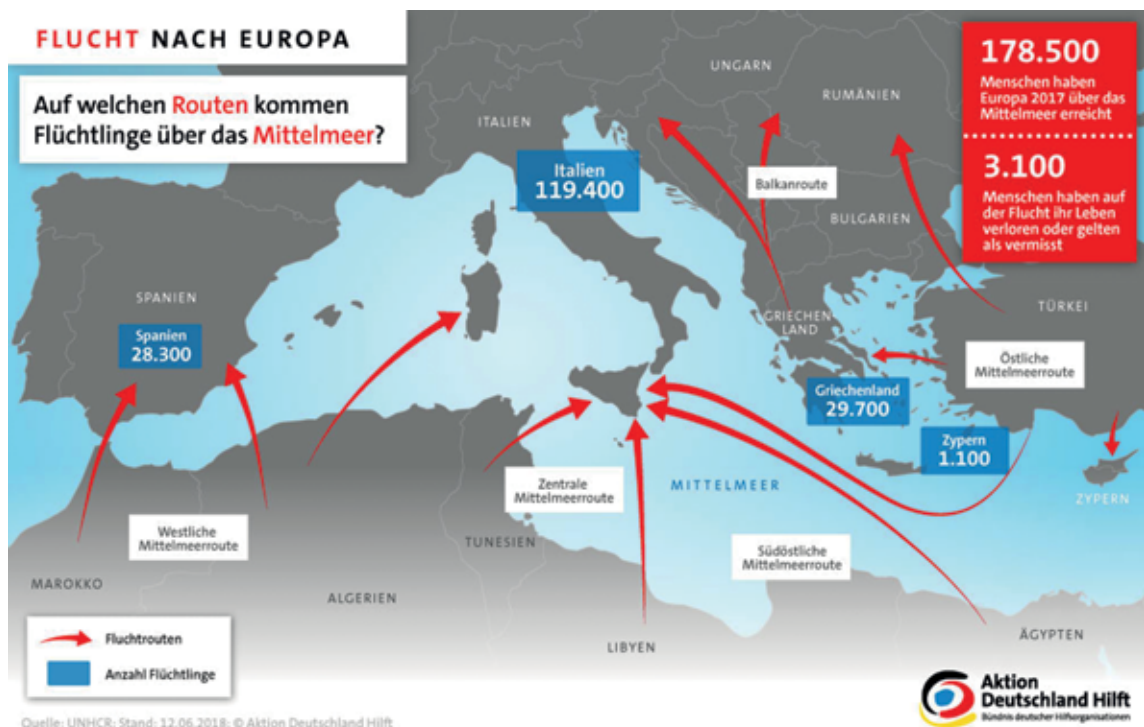 FLUCHT NACH EUROPA
Auf welchen Routen kommen
Flüchtlinge über das Mittelmeer?
178.500
Menschen haben
Europa 2017 über das
Mittelmeer erreicht
3.100
Menschen haben auf
der Flucht ihr Leben
verloren oder gelten
als vermisst
UNGARN
RUMÄNIEN
ITALIEN
Italien
119.400
Balkanroute
BULGARIEN
SPANIEN
Spanien
28.300
GRIECHEN-
LAND
TÜRKEI
Östliche
Mittelmeerroute
Griechenland
29.700
Zypern
1.100
ZYPERN
Zentrale
Mittelmeerroute
MITTELMEER
Westliche
Mittelmeerroute
TUNESIEN
Südöstliche
Mittelmeerroute
MAROKKO
ALGERIEN
LIBYEN
ÄGYPTEN
Fluchtrouten
Anzahl Flüchtlinge
Aktion
Deutschland Hilft
Bündnis deutscher Hilfsorganisationen
Quelle: UNHCR; Stand: 12.06.2018; © Aktion Deutschland Hilft